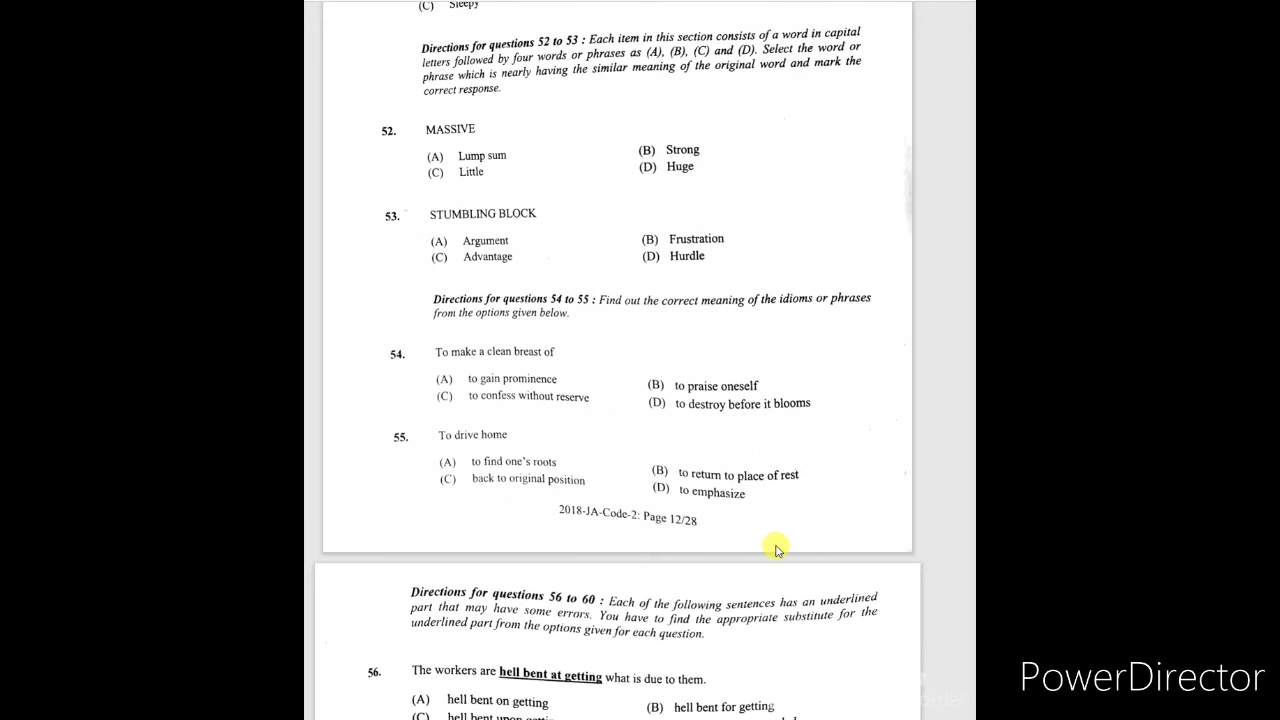 (C) Sleepy
Directions for questions 52 to 53 : Each item in this section consists of a word in capital
letters followed by four words or phrases as (A), (B), (C) and (D). Select the word or
phrase which is nearly having the similar meaning of the original word and mark the
correct response.
52. MASSIVE
(A) Lump sum (B) Strong
(C) Little (D) Huge
53. STUMBLING BLOCK
(A) Argument (B) Frustration
(C) Advantage (D) Hurdle
Directions for questions 54 to 55 : Find out the correct meaning of the idioms or phrases
from the options given below.
54. To make a clean breast of
(A) to gain prominence (B) to praise oneself
(C) to confess without reserve (D) to destroy before it blooms
55. To drive home
(A) to find one's roots (B) to return to place of rest
(C) back to original position (D) to emphasize
2018-JA-Code-2: Page 12/28
Directions for questions 56 to 60 : Each of the following sentences has an underlined
part that may have some errors. You have to find the appropriate substitute for the
underlined part from the options given for each question.
56. The workers are hell bent at getting what is due to them.
(A) hell bent on getting (B) hell bent for getting
(C) hell bent upon
PowerDirector